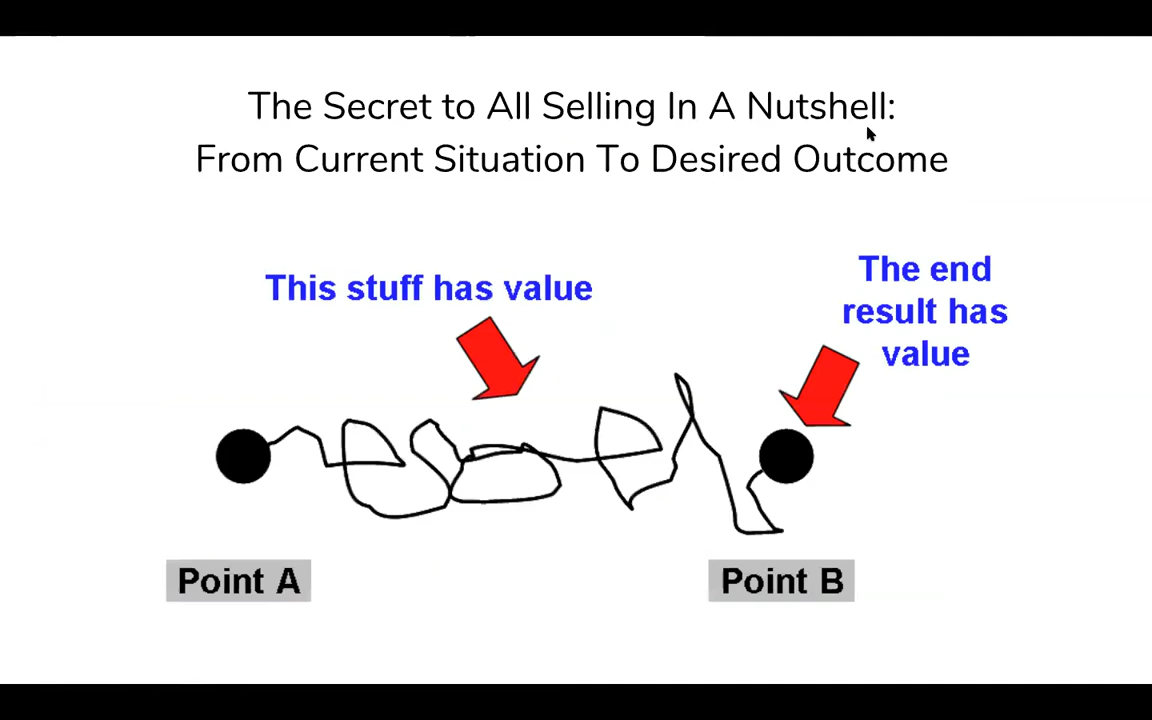 The Secret to All Selling In A Nutshell:
From Current Situation To Desired Outcome
This stuff has value
The end
result has
value
Point A
Point B